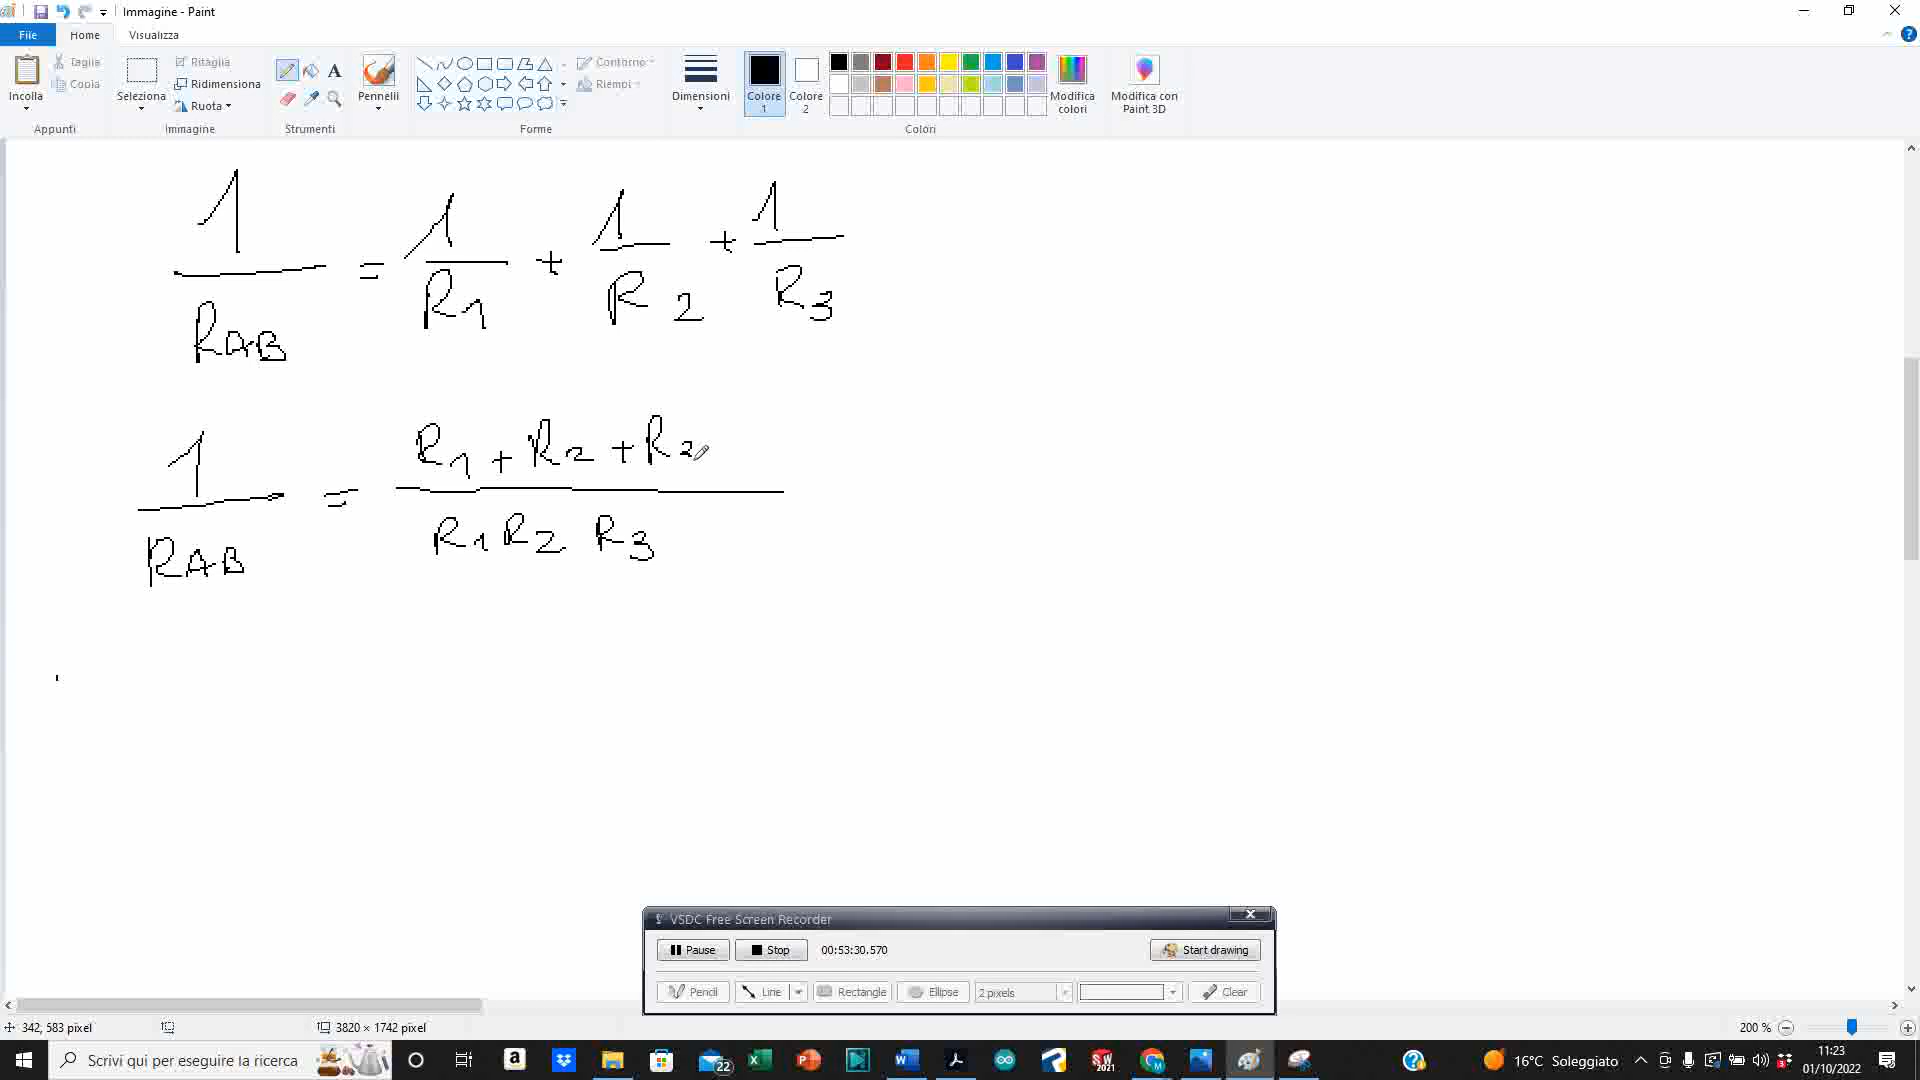 Immagine - Paint
File Home Visualizza
Incolla Taglia Copia Seleziona Ritaglia Ridimensiona Ruota A Pennelli Contorno Riempi Dimensioni Colore 1 Colore 2 Modifica colori Modifica con Paint 3D
Appunti Immagine Strumenti Forme Colori
1 1 1 1
= + +
RAB R1 R2 R3
1 R1 + R2 + R2
=
RAB R1 R2 R3
VSDC Free Screen Recorder
Pause Stop 00:53:30.570 Start drawing
Pencil Line Rectangle Ellipse 2 pixels Clear
342, 583 pixel 3820 × 1742 pixel 200 %
Scrivi qui per eseguire la ricerca 22 SW 2021 16°C Soleggiato 11:23
01/10/2022